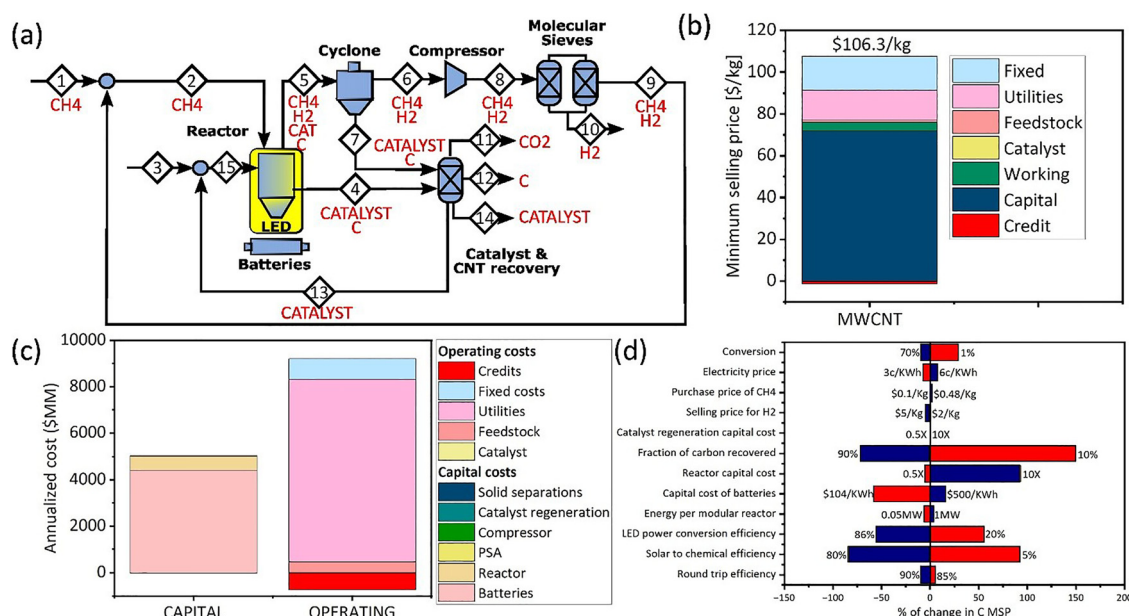 (a)
Cyclone
Compressor
Molecular
Sieves
1
CH4
2
CH4
5
CH4
H2
CAT
C
6
CH4
H2
8
CH4
H2
9
CH4
H2
10
H2
7
CATALYST
C
11
CO2
12
C
14
CATALYST
3
15
Reactor
LED
Batteries
4
CATALYST
C
Catalyst &
CNT recovery
13
CATALYST
(b)
Minimum selling price [$/kg]
120
100
80
60
40
20
0
$106.3/kg
MWCNT
Fixed
Utilities
Feedstock
Catalyst
Working
Capital
Credit
(c)
Annualized cost ($MM)
10000
8000
6000
4000
2000
0
CAPITAL
OPERATING
Operating costs
Credits
Fixed costs
Utilities
Feedstock
Catalyst
Capital costs
Solid separations
Catalyst regeneration
Compressor
PSA
Reactor
Batteries
(d)
Conversion 70% 1%
Electricity price 3c/KWh 6c/KWh
Purchase price of CH4 $0.1/Kg $0.48/Kg
Selling price for H2 $5/Kg $2/Kg
Catalyst regeneration capital cost 0.5X 10X
Fraction of carbon recovered 90% 10%
Reactor capital cost 0.5X 10X
Capital cost of batteries $104/KWh $500/KWh
Energy per modular reactor 0.05MW 1MW
LED power conversion efficiency 86% 20%
Solar to chemical efficiency 80% 5%
Round trip efficiency 90% 85%
−150 −100 −50 0 50 100 150 200
% of change in C MSP